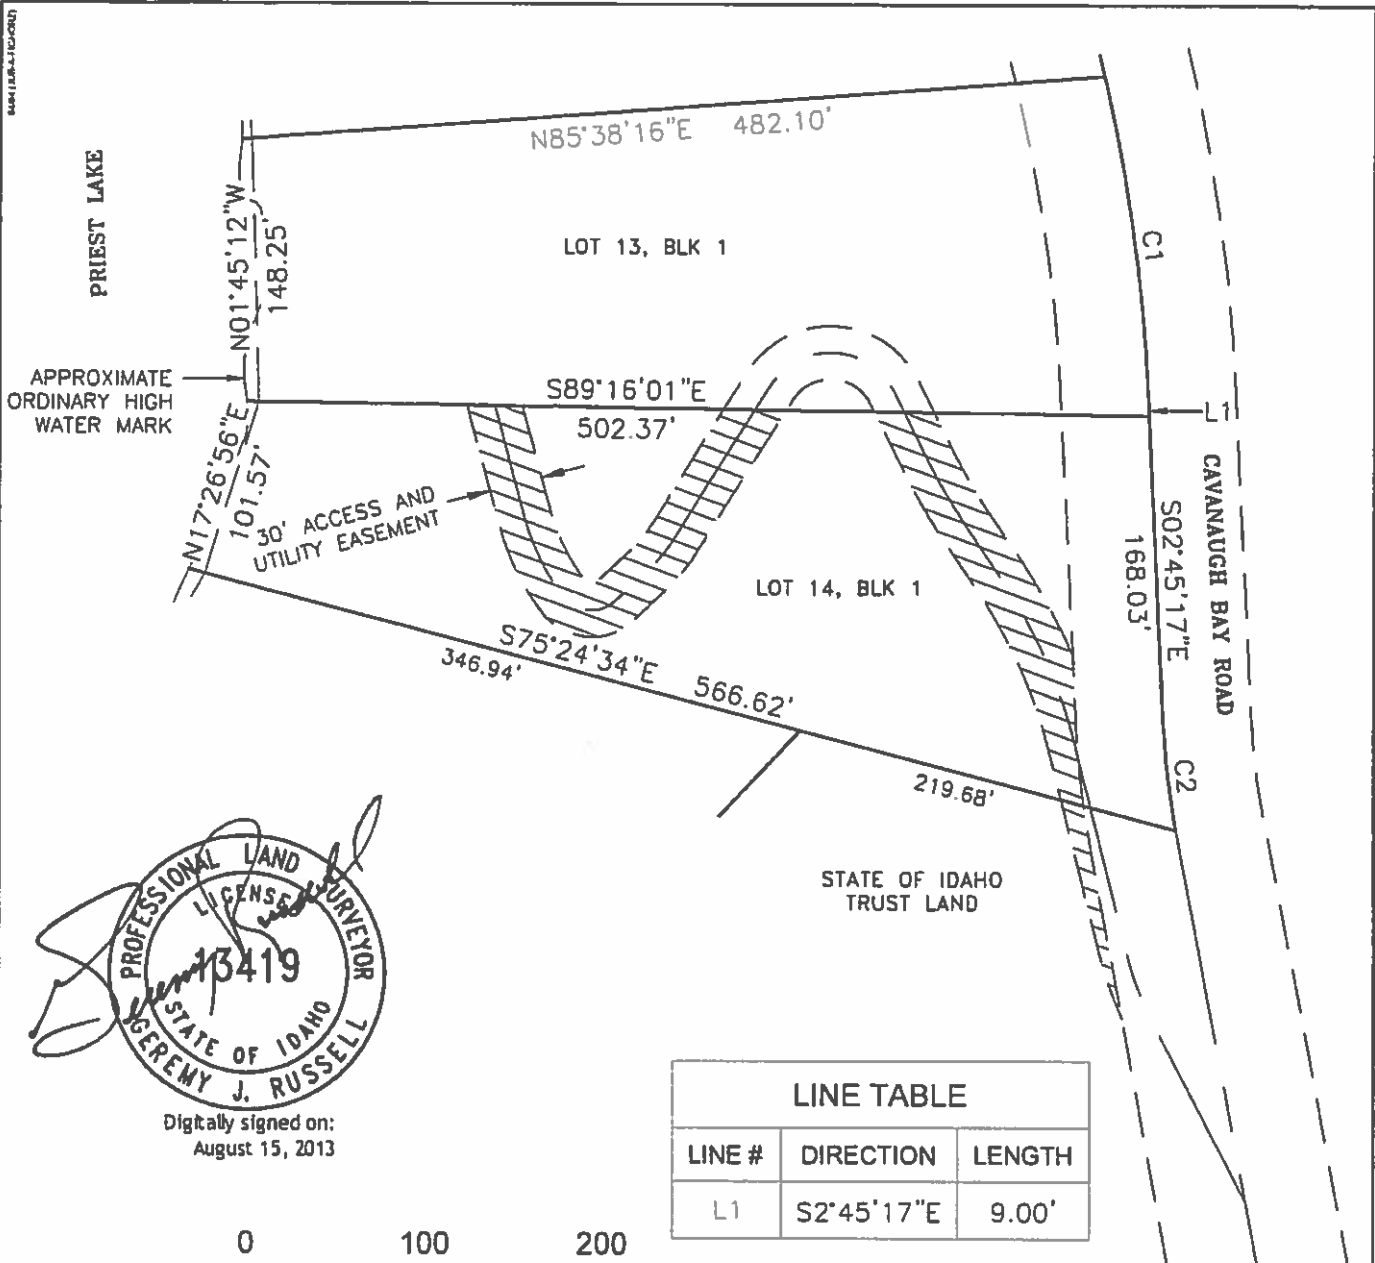 N85°38'16"E 482.10'
PRIEST LAKE
N01°45'12"W
148.25'
LOT 13, BLK 1
C1
APPROXIMATE
ORDINARY HIGH
WATER MARK
S89°16'01"E
502.37'
L1
N17°26'56"E
101.57'
30' ACCESS AND
UTILITY EASEMENT
CAVANAUGH BAY ROAD
S02°45'17"E
168.03'
LOT 14, BLK 1
S75°24'34"E 566.62'
346.94'
219.68'
C2
STATE OF IDAHO
TRUST LAND
PROFESSIONAL LAND SURVEYOR
LICENSED
13419
STATE OF IDAHO
GEREMY J. RUSSELL
Digitally signed on:
August 15, 2013
LINE TABLE
LINE # DIRECTION LENGTH
L1 S2°45'17"E 9.00'
0 100 200